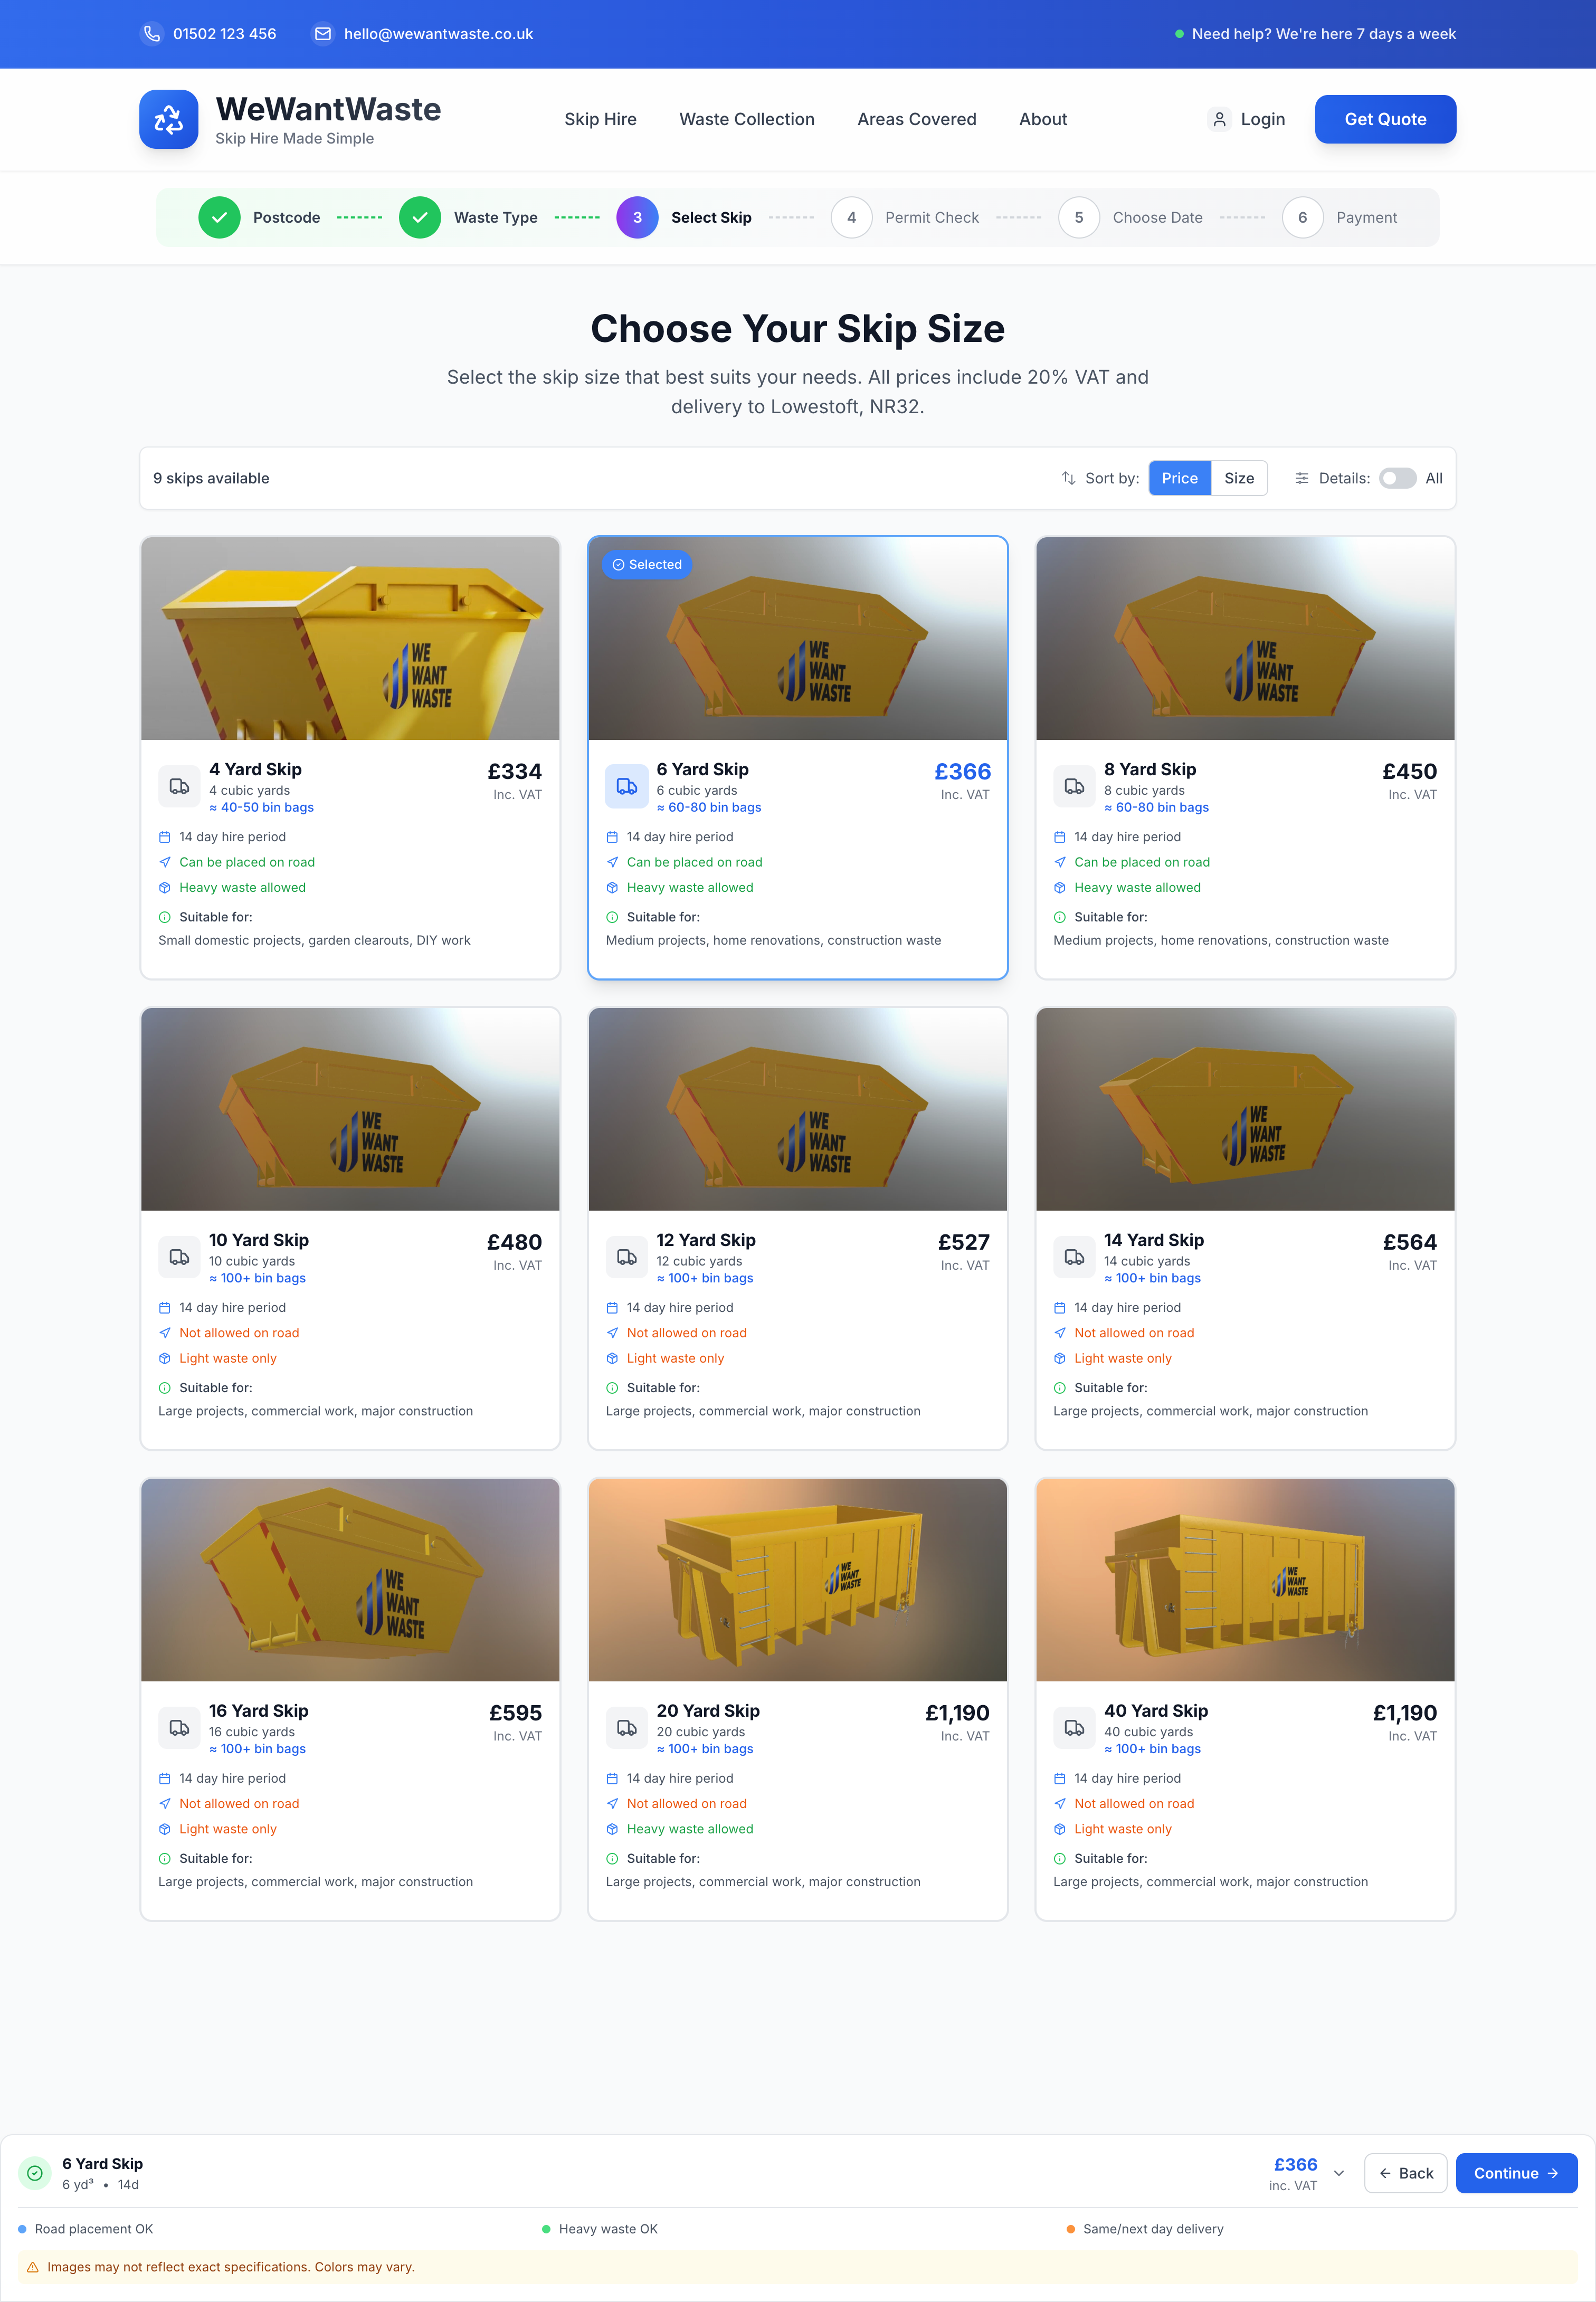 01502 123 456
hello@wewantwaste.co.uk
Need help? We're here 7 days a week
WeWantWaste
Skip Hire Made Simple
Skip Hire
Waste Collection
Areas Covered
About
Login
Get Quote
Postcode
Waste Type
3
Select Skip
4
Permit Check
5
Choose Date
6
Payment
Choose Your Skip Size
Select the skip size that best suits your needs. All prices include 20% VAT and
delivery to Lowestoft, NR32.
9 skips available
Sort by:
Price
Size
Details:
All
WE
WANT
WASTE
4 Yard Skip
£334
4 cubic yards
Inc. VAT
≈ 40-50 bin bags
14 day hire period
Can be placed on road
Heavy waste allowed
Suitable for:
Small domestic projects, garden clearouts, DIY work
Selected
WE
WANT
WASTE
6 Yard Skip
£366
6 cubic yards
Inc. VAT
≈ 60-80 bin bags
14 day hire period
Can be placed on road
Heavy waste allowed
Suitable for:
Medium projects, home renovations, construction waste
WE
WANT
WASTE
8 Yard Skip
£450
8 cubic yards
Inc. VAT
≈ 60-80 bin bags
14 day hire period
Can be placed on road
Heavy waste allowed
Suitable for:
Medium projects, home renovations, construction waste
WE
WANT
WASTE
10 Yard Skip
£480
10 cubic yards
Inc. VAT
≈ 100+ bin bags
14 day hire period
Not allowed on road
Light waste only
Suitable for:
Large projects, commercial work, major construction
WE
WANT
WASTE
12 Yard Skip
£527
12 cubic yards
Inc. VAT
≈ 100+ bin bags
14 day hire period
Not allowed on road
Light waste only
Suitable for:
Large projects, commercial work, major construction
WE
WANT
WASTE
14 Yard Skip
£564
14 cubic yards
Inc. VAT
≈ 100+ bin bags
14 day hire period
Not allowed on road
Light waste only
Suitable for:
Large projects, commercial work, major construction
WE
WANT
WASTE
16 Yard Skip
£595
16 cubic yards
Inc. VAT
≈ 100+ bin bags
14 day hire period
Not allowed on road
Light waste only
Suitable for:
Large projects, commercial work, major construction
WE
WANT
WASTE
20 Yard Skip
£1,190
20 cubic yards
Inc. VAT
≈ 100+ bin bags
14 day hire period
Not allowed on road
Heavy waste allowed
Suitable for:
Large projects, commercial work, major construction
WE
WANT
WASTE
40 Yard Skip
£1,190
40 cubic yards
Inc. VAT
≈ 100+ bin bags
14 day hire period
Not allowed on road
Light waste only
Suitable for:
Large projects, commercial work, major construction
6 Yard Skip
6 yd³ • 14d
£366
inc. VAT
Back
Continue
Road placement OK
Heavy waste OK
Same/next day delivery
Images may not reflect exact specifications. Colors may vary.